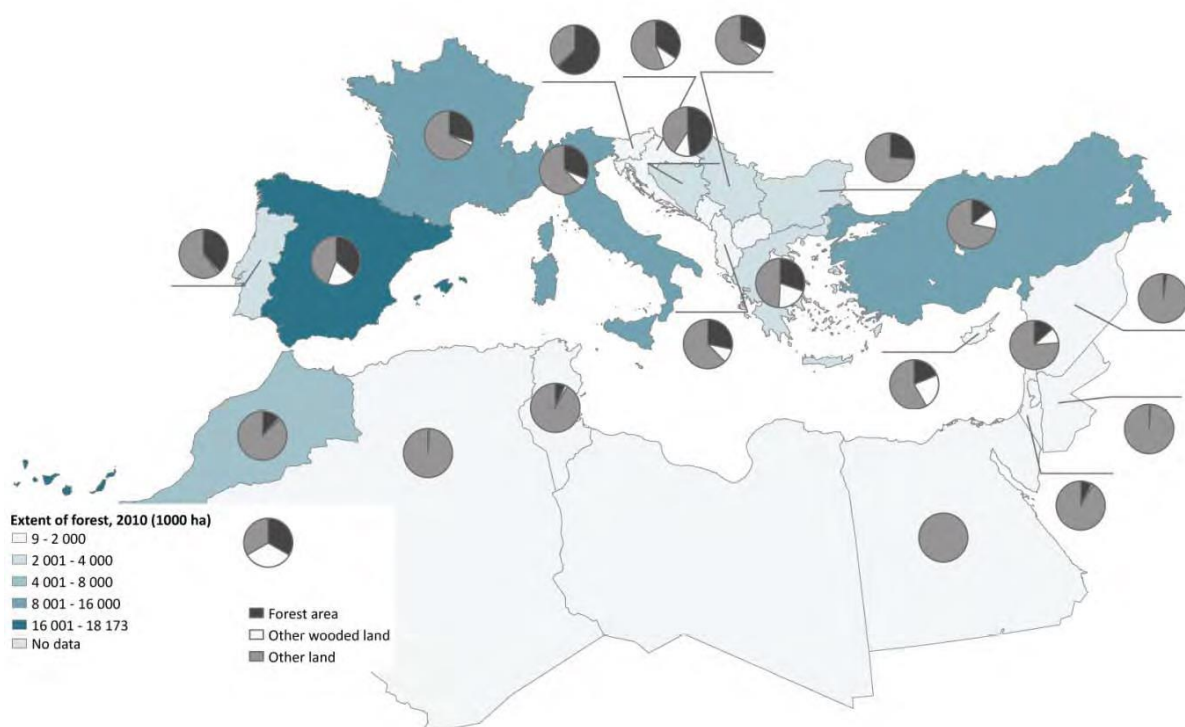 Extent of forest, 2010 (1000 ha)
9 - 2 000
2 001 - 4 000
4 001 - 8 000
8 001 - 16 000
16 001 - 18 173
No data
Forest area
Other wooded land
Other land